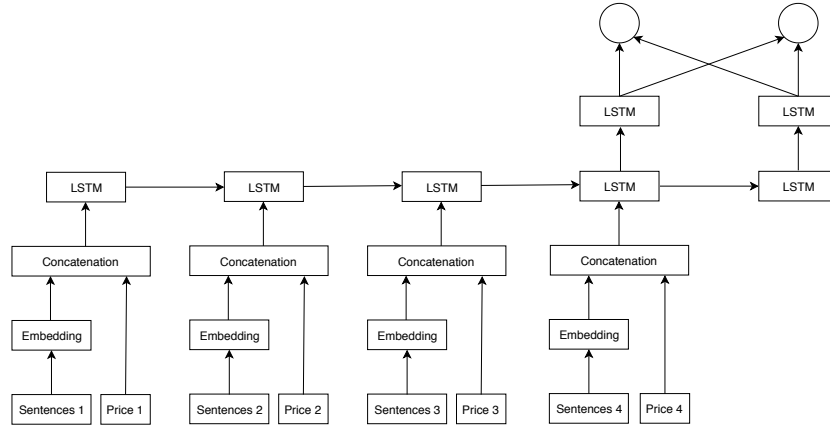 LSTM LSTM
LSTM LSTM LSTM LSTM LSTM
Concatenation Concatenation Concatenation Concatenation
Embedding Embedding Embedding Embedding
Sentences 1 Price 1 Sentences 2 Price 2 Sentences 3 Price 3 Sentences 4 Price 4